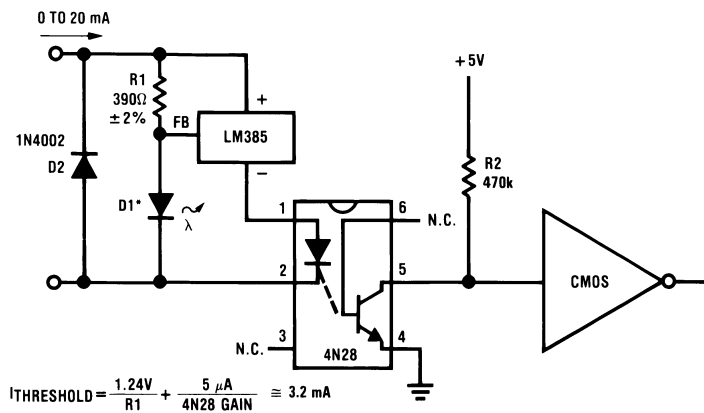 0 TO 20 mA
R1
390Ω
±2%
FB
+
LM385
−
1N4002
D2
D1*
λ
+5V
R2
470k
1
6
N.C.
2
5
CMOS
3
N.C.
4
4N28
ITHRESHOLD = 1.24V / R1 + 5 μA / 4N28 GAIN ≅ 3.2 mA